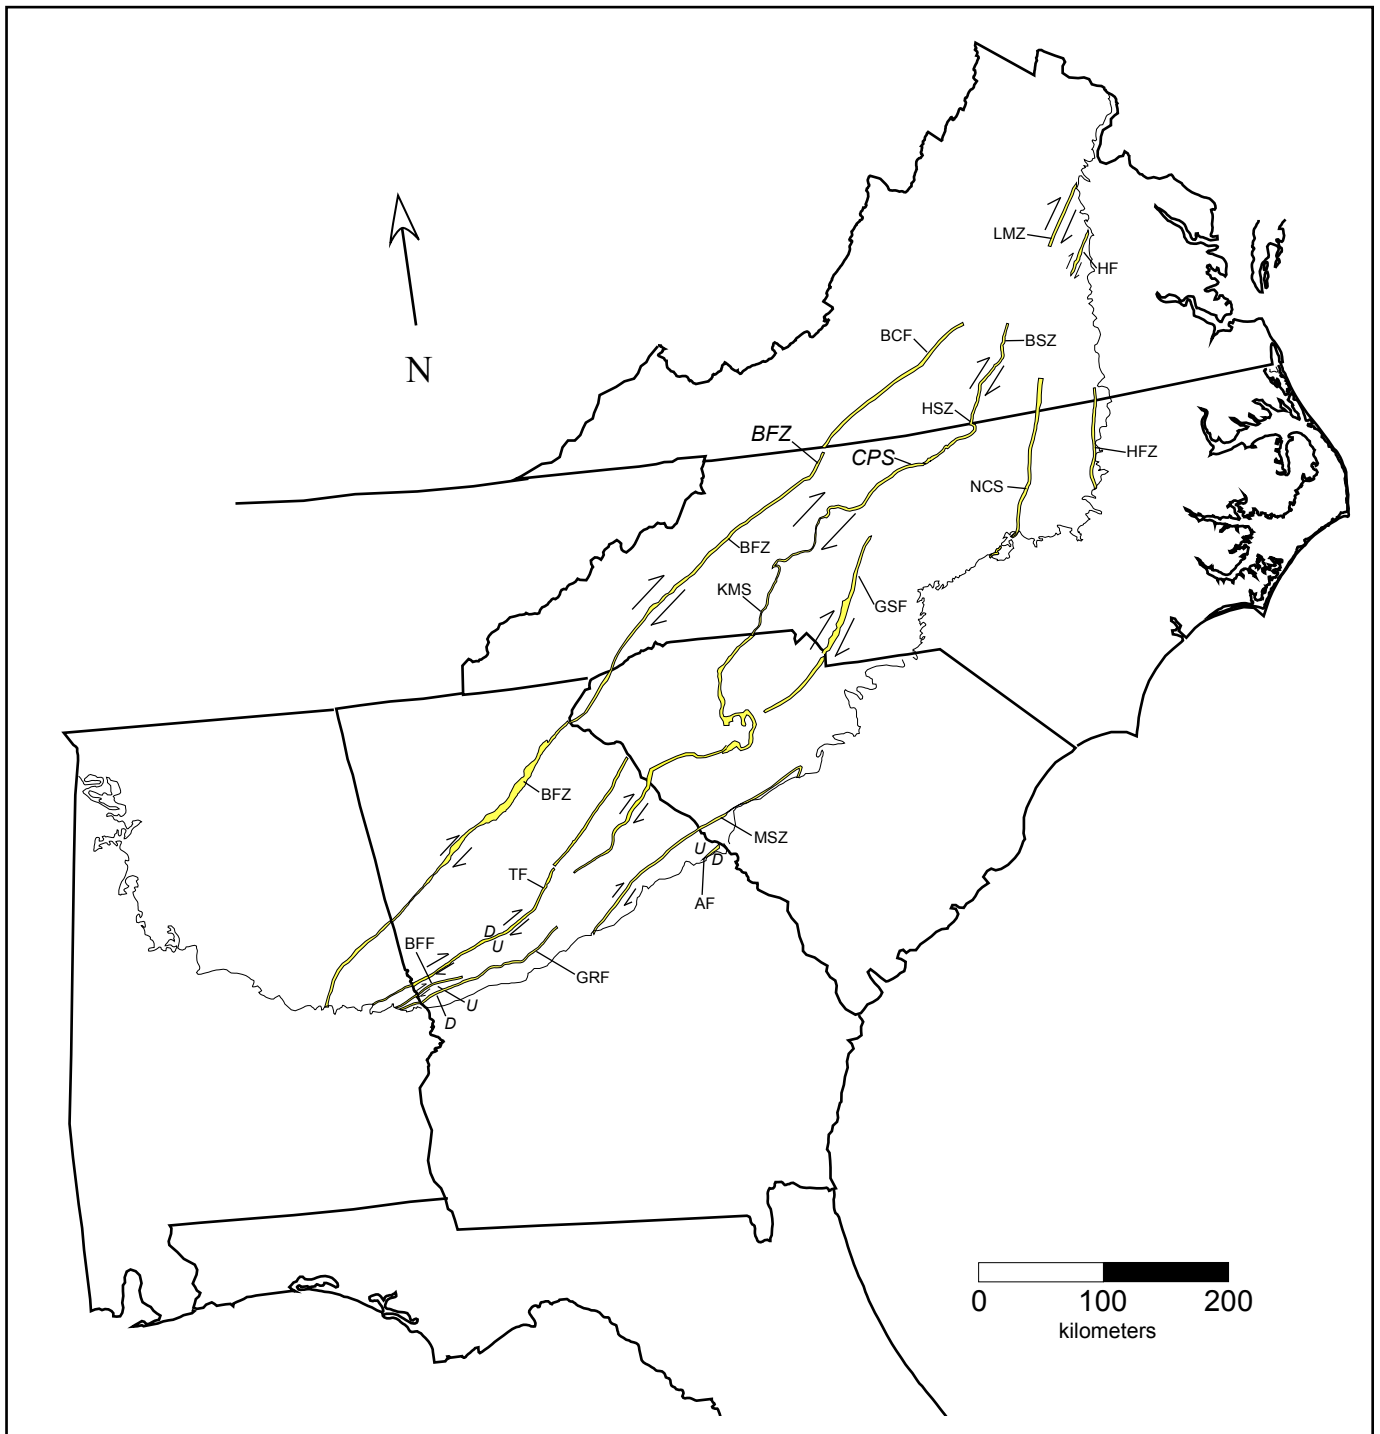 LMZ
HF
BCF
BSZ
N
HSZ
BFZ
CPS
HFZ
NCS
BFZ
KMS
GSF
BFZ
MSZ
U
D
TF
AF
D
U
BFF
GRF
U
D
0 100 200
kilometers